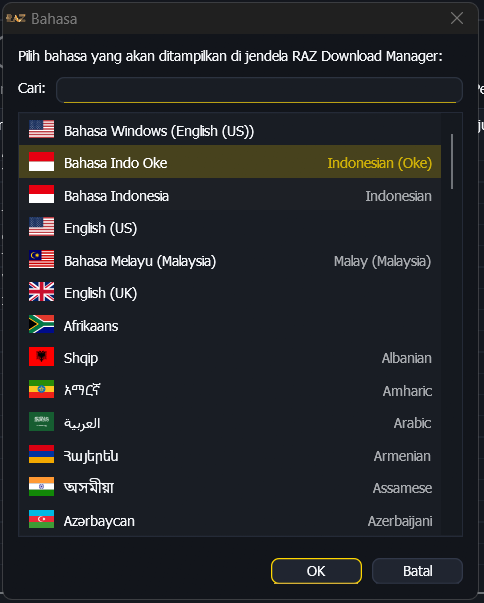 RAZ Bahasa
Pilih bahasa yang akan ditampilkan di jendela RAZ Download Manager:
Cari:
Bahasa Windows (English (US))
Bahasa Indo Oke Indonesian (Oke)
Bahasa Indonesia Indonesian
English (US)
Bahasa Melayu (Malaysia) Malay (Malaysia)
English (UK)
Afrikaans
Shqip Albanian
አማርኛ Amharic
العربية Arabic
Հայերեն Armenian
অসমীয়া Assamese
Azərbaycan Azerbaijani
OK Batal